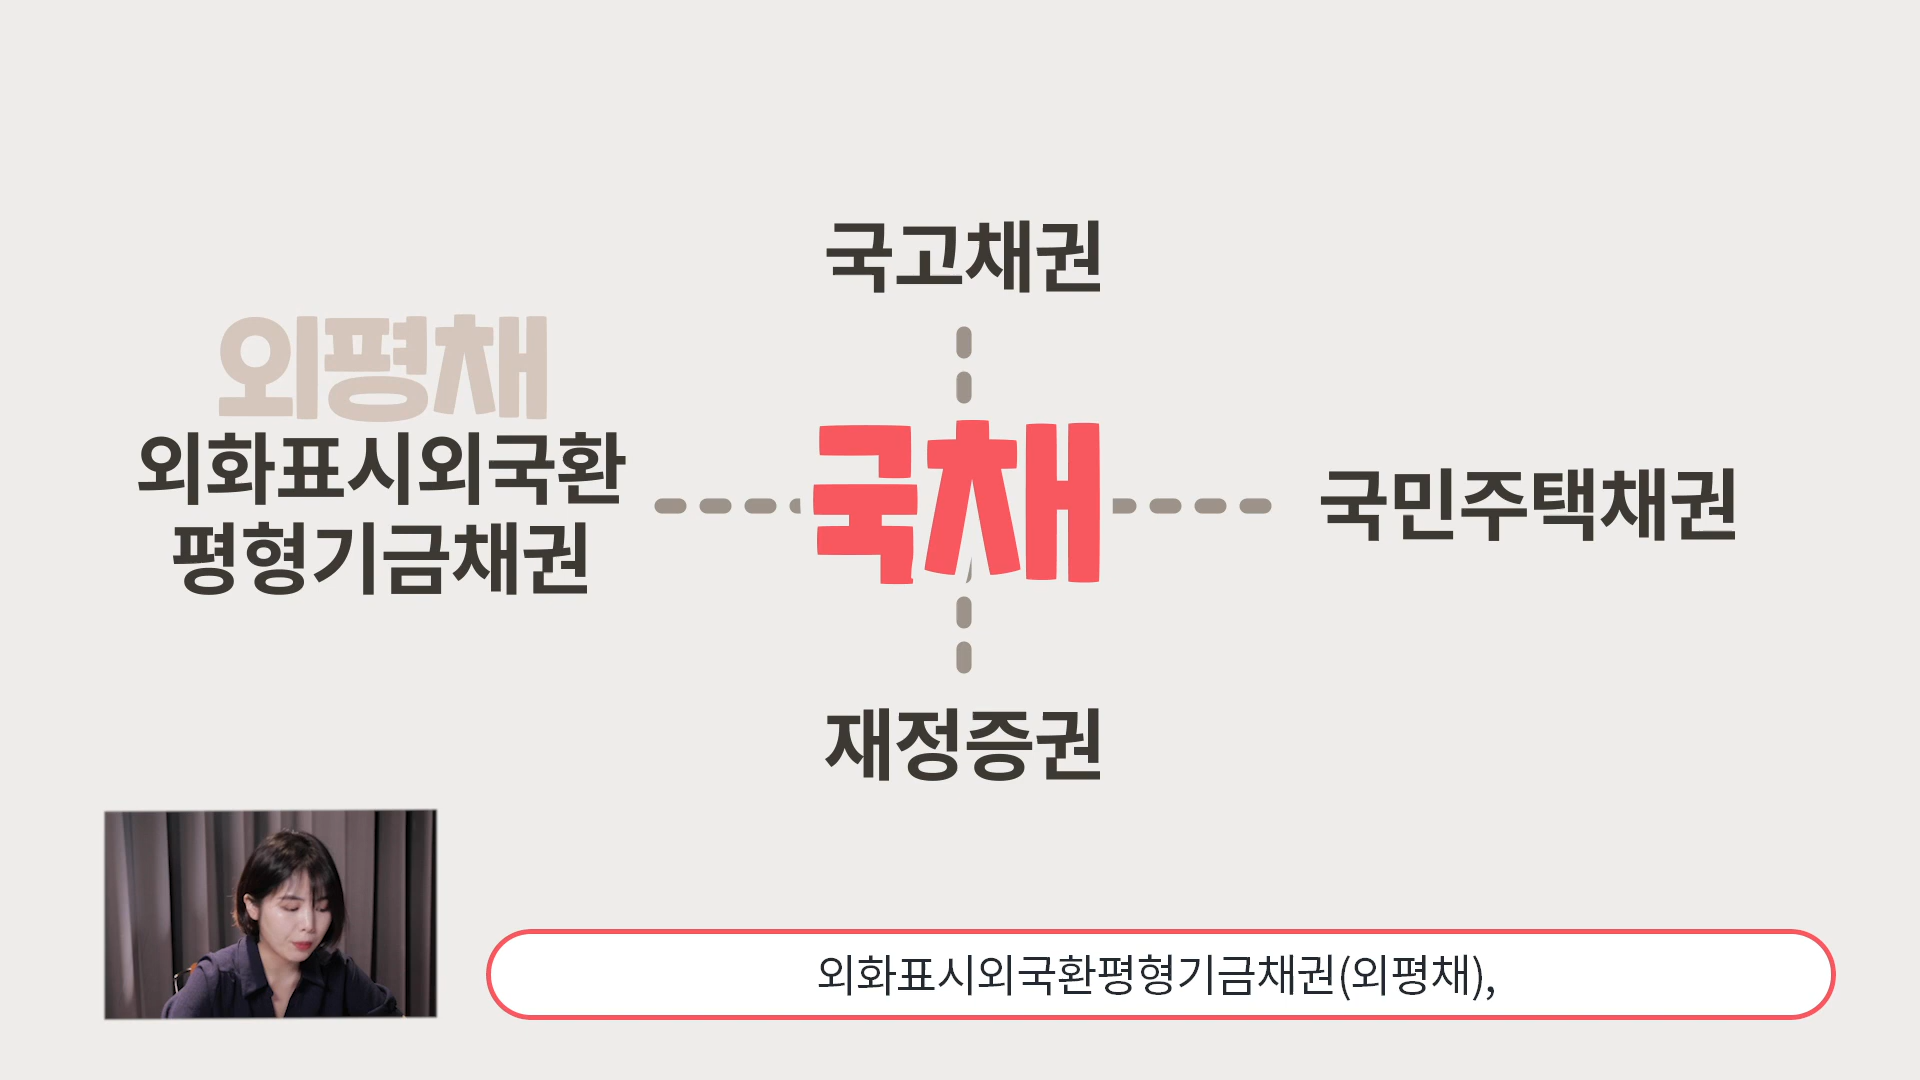 국고채권
외평채
외화표시외국환
평형기금채권
국채
국민주택채권
재정증권
외화표시외국환평형기금채권(외평채),